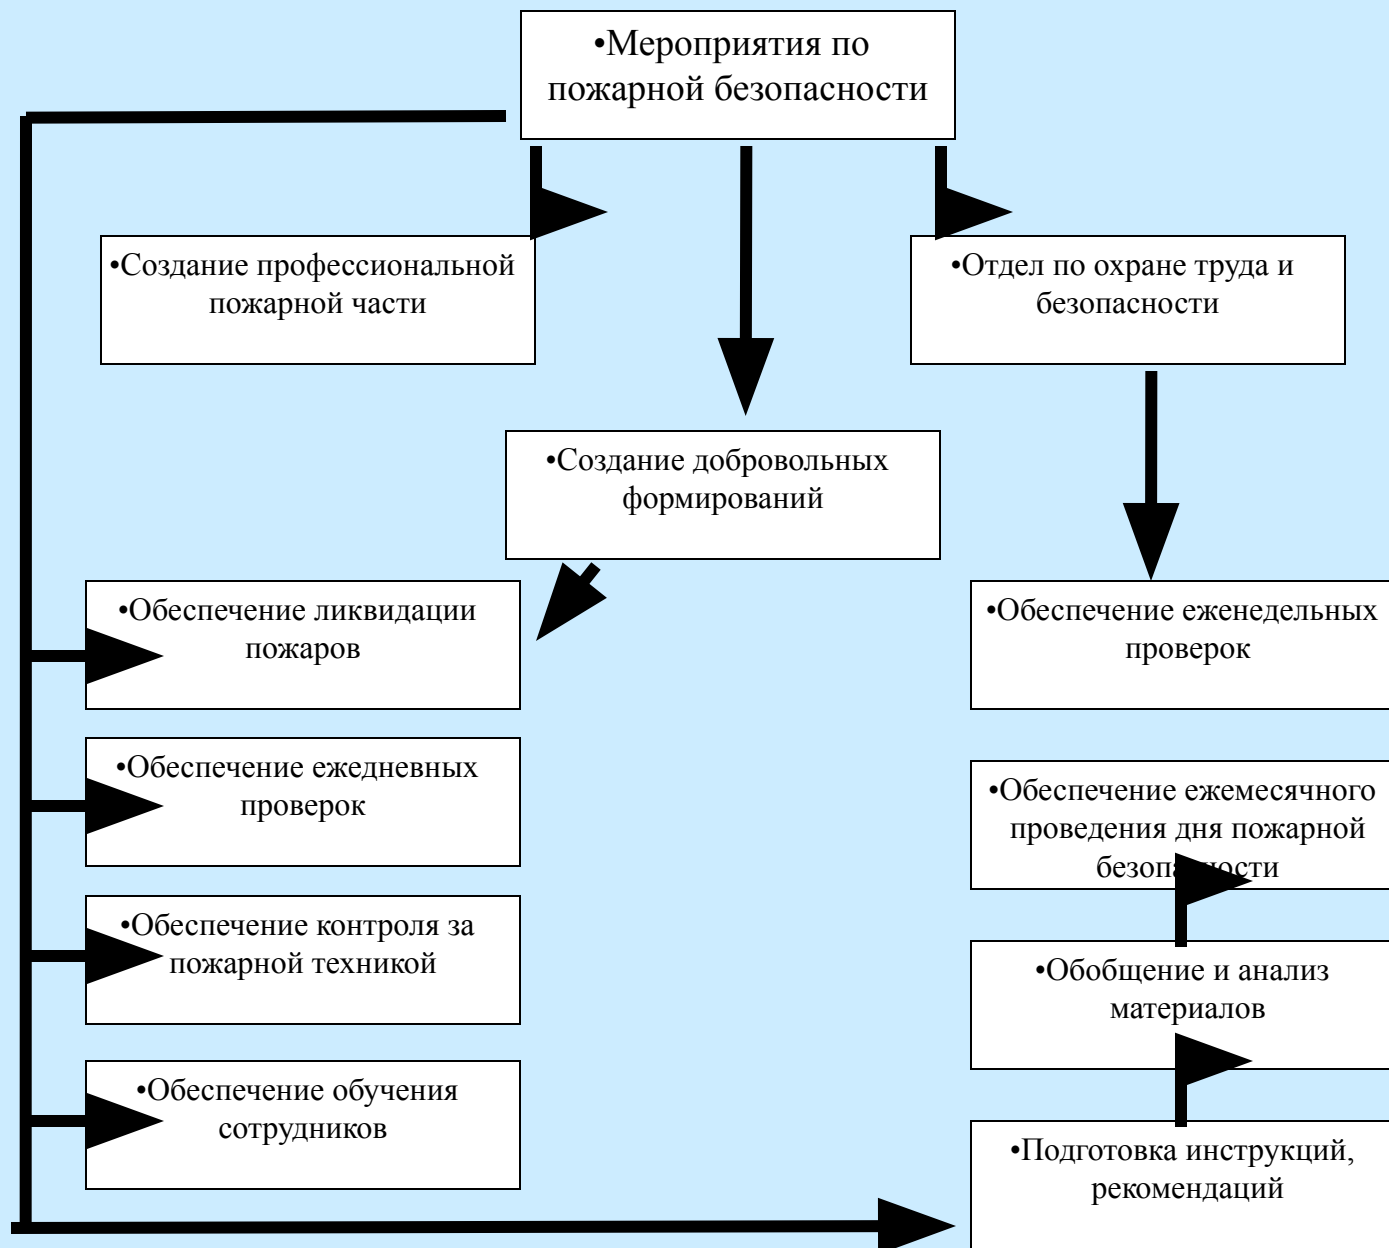 •Мероприятия по
пожарной безопасности
•Создание профессиональной
пожарной части
•Отдел по охране труда и
безопасности
•Создание добровольных
формирований
•Обеспечение ликвидации
пожаров
•Обеспечение еженедельных
проверок
•Обеспечение ежедневных
проверок
•Обеспечение ежемесячного
проведения дня пожарной
безопасности
•Обеспечение контроля за
пожарной техникой
•Обобщение и анализ
материалов
•Обеспечение обучения
сотрудников
•Подготовка инструкций,
рекомендаций